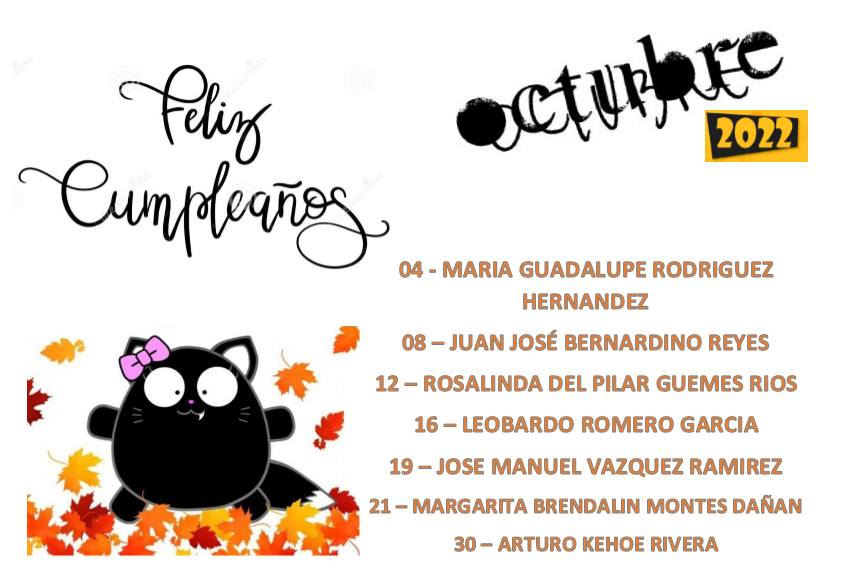 Feliz
Cumpleaños
octubre
2022
04 - MARIA GUADALUPE RODRIGUEZ
HERNANDEZ
08 – JUAN JOSÉ BERNARDINO REYES
12 – ROSALINDA DEL PILAR GUEMES RIOS
16 – LEOBARDO ROMERO GARCIA
19 – JOSE MANUEL VAZQUEZ RAMIREZ
21 – MARGARITA BRENDALIN MONTES DAÑAN
30 – ARTURO KEHOE RIVERA